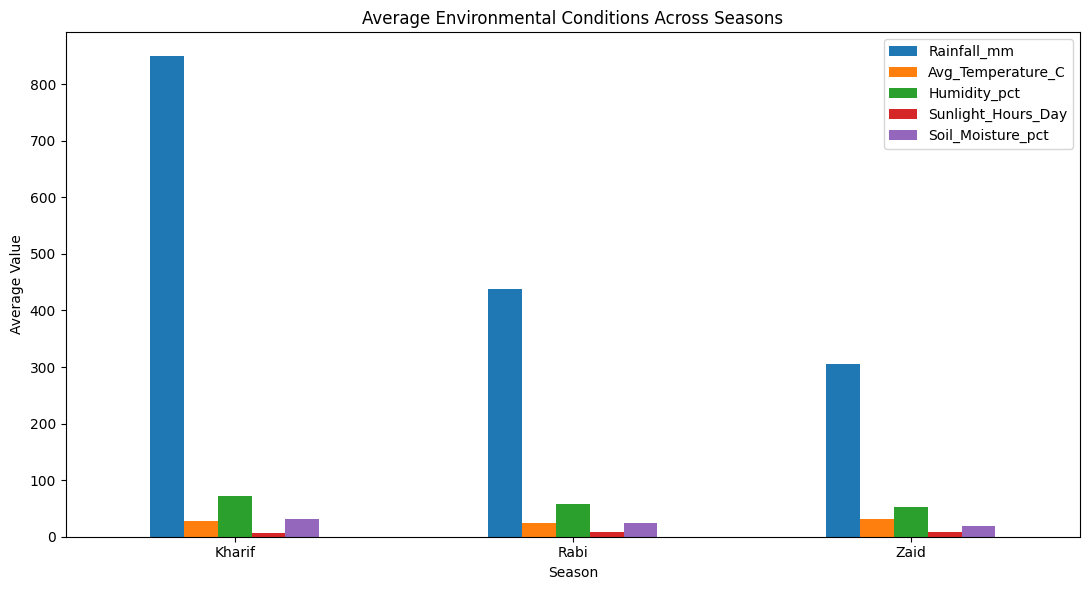 Average Environmental Conditions Across Seasons
Rainfall_mm
Avg_Temperature_C
Humidity_pct
Sunlight_Hours_Day
Soil_Moisture_pct
Average Value
800
700
600
500
400
300
200
100
0
Kharif Rabi Zaid
Season